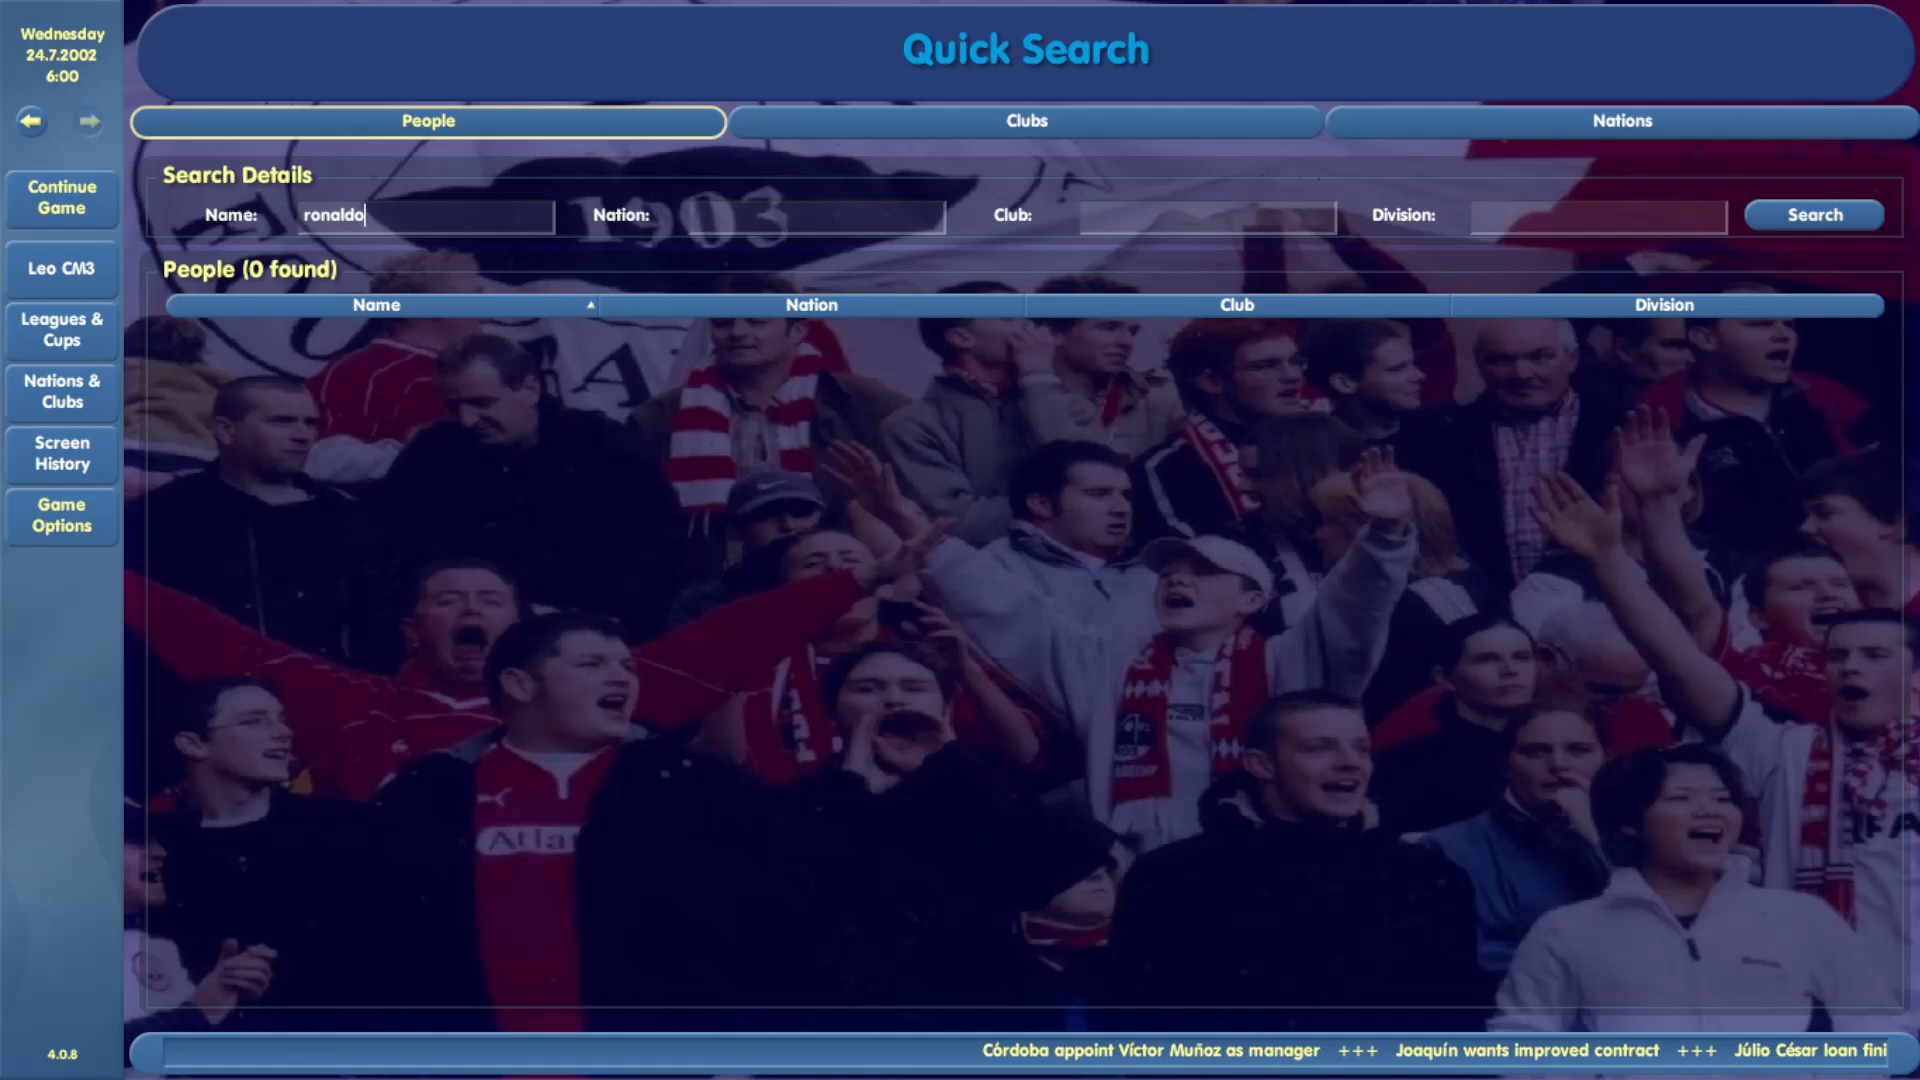 Wednesday
24.7.2002
6:00
Quick Search
People
Clubs
Nations
Search Details
Name:
ronaldo
Nation:
Club:
Division:
Search
1903
Continue
Game
Leo CM3
Leagues &
Cups
Nations &
Clubs
Screen
History
Game
Options
People (0 found)
Name
Nation
Club
Division
Atla
4.0.8
Córdoba appoint Víctor Muñoz as manager +++ Joaquín wants improved contract +++ Júlio César loan fini